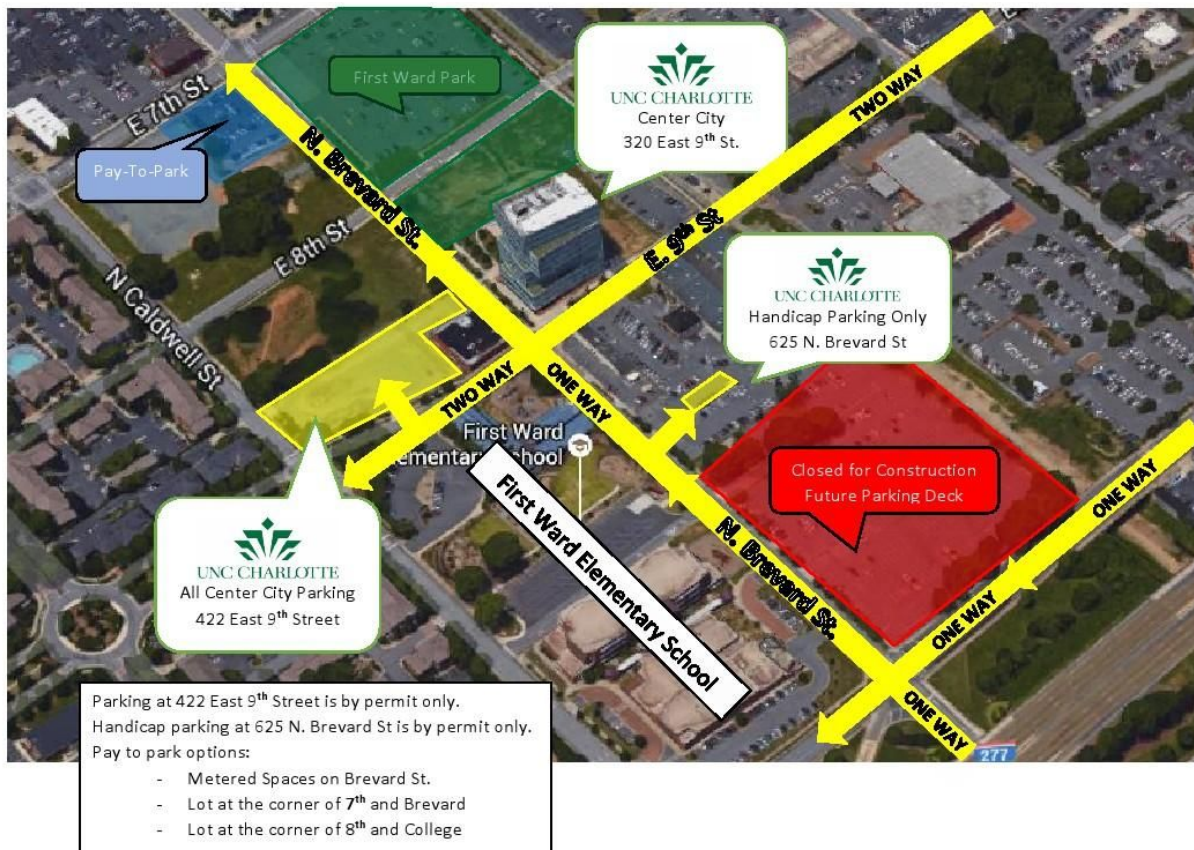 E 7th St
First Ward Park
UNC CHARLOTTE
Center City
320 East 9th St.
TWO WAY
Pay-To-Park
N. Brevard St.
E 8th St
E. 9th St
N Caldwell St
UNC CHARLOTTE
Handicap Parking Only
625 N. Brevard St
TWO WAY
ONE WAY
First Ward
Elementary School
Closed for Construction
Future Parking Deck
ONE WAY
First Ward Elementary School
N. Brevard St.
ONE WAY
UNC CHARLOTTE
All Center City Parking
422 East 9th Street
ONE WAY
277
Parking at 422 East 9th Street is by permit only.
Handicap parking at 625 N. Brevard St is by permit only.
Pay to park options:
- Metered Spaces on Brevard St.
- Lot at the corner of 7th and Brevard
- Lot at the corner of 8th and College